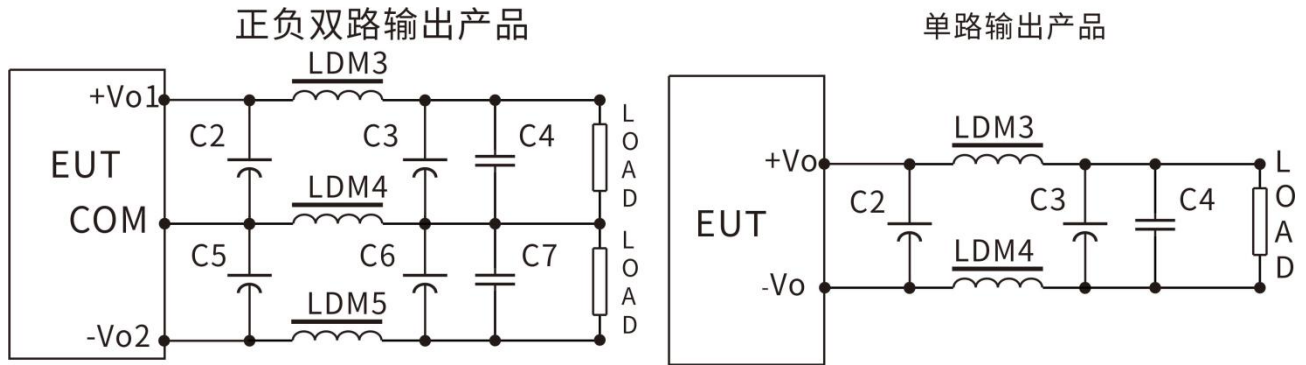 正负双路输出产品
LDM3
+Vo1
C2
C3
C4
LOAD
EUT
LDM4
COM
C5
C6
C7
LOAD
LDM5
-Vo2
单路输出产品
LDM3
+Vo
C2
C3
C4
LOAD
EUT
LDM4
-Vo